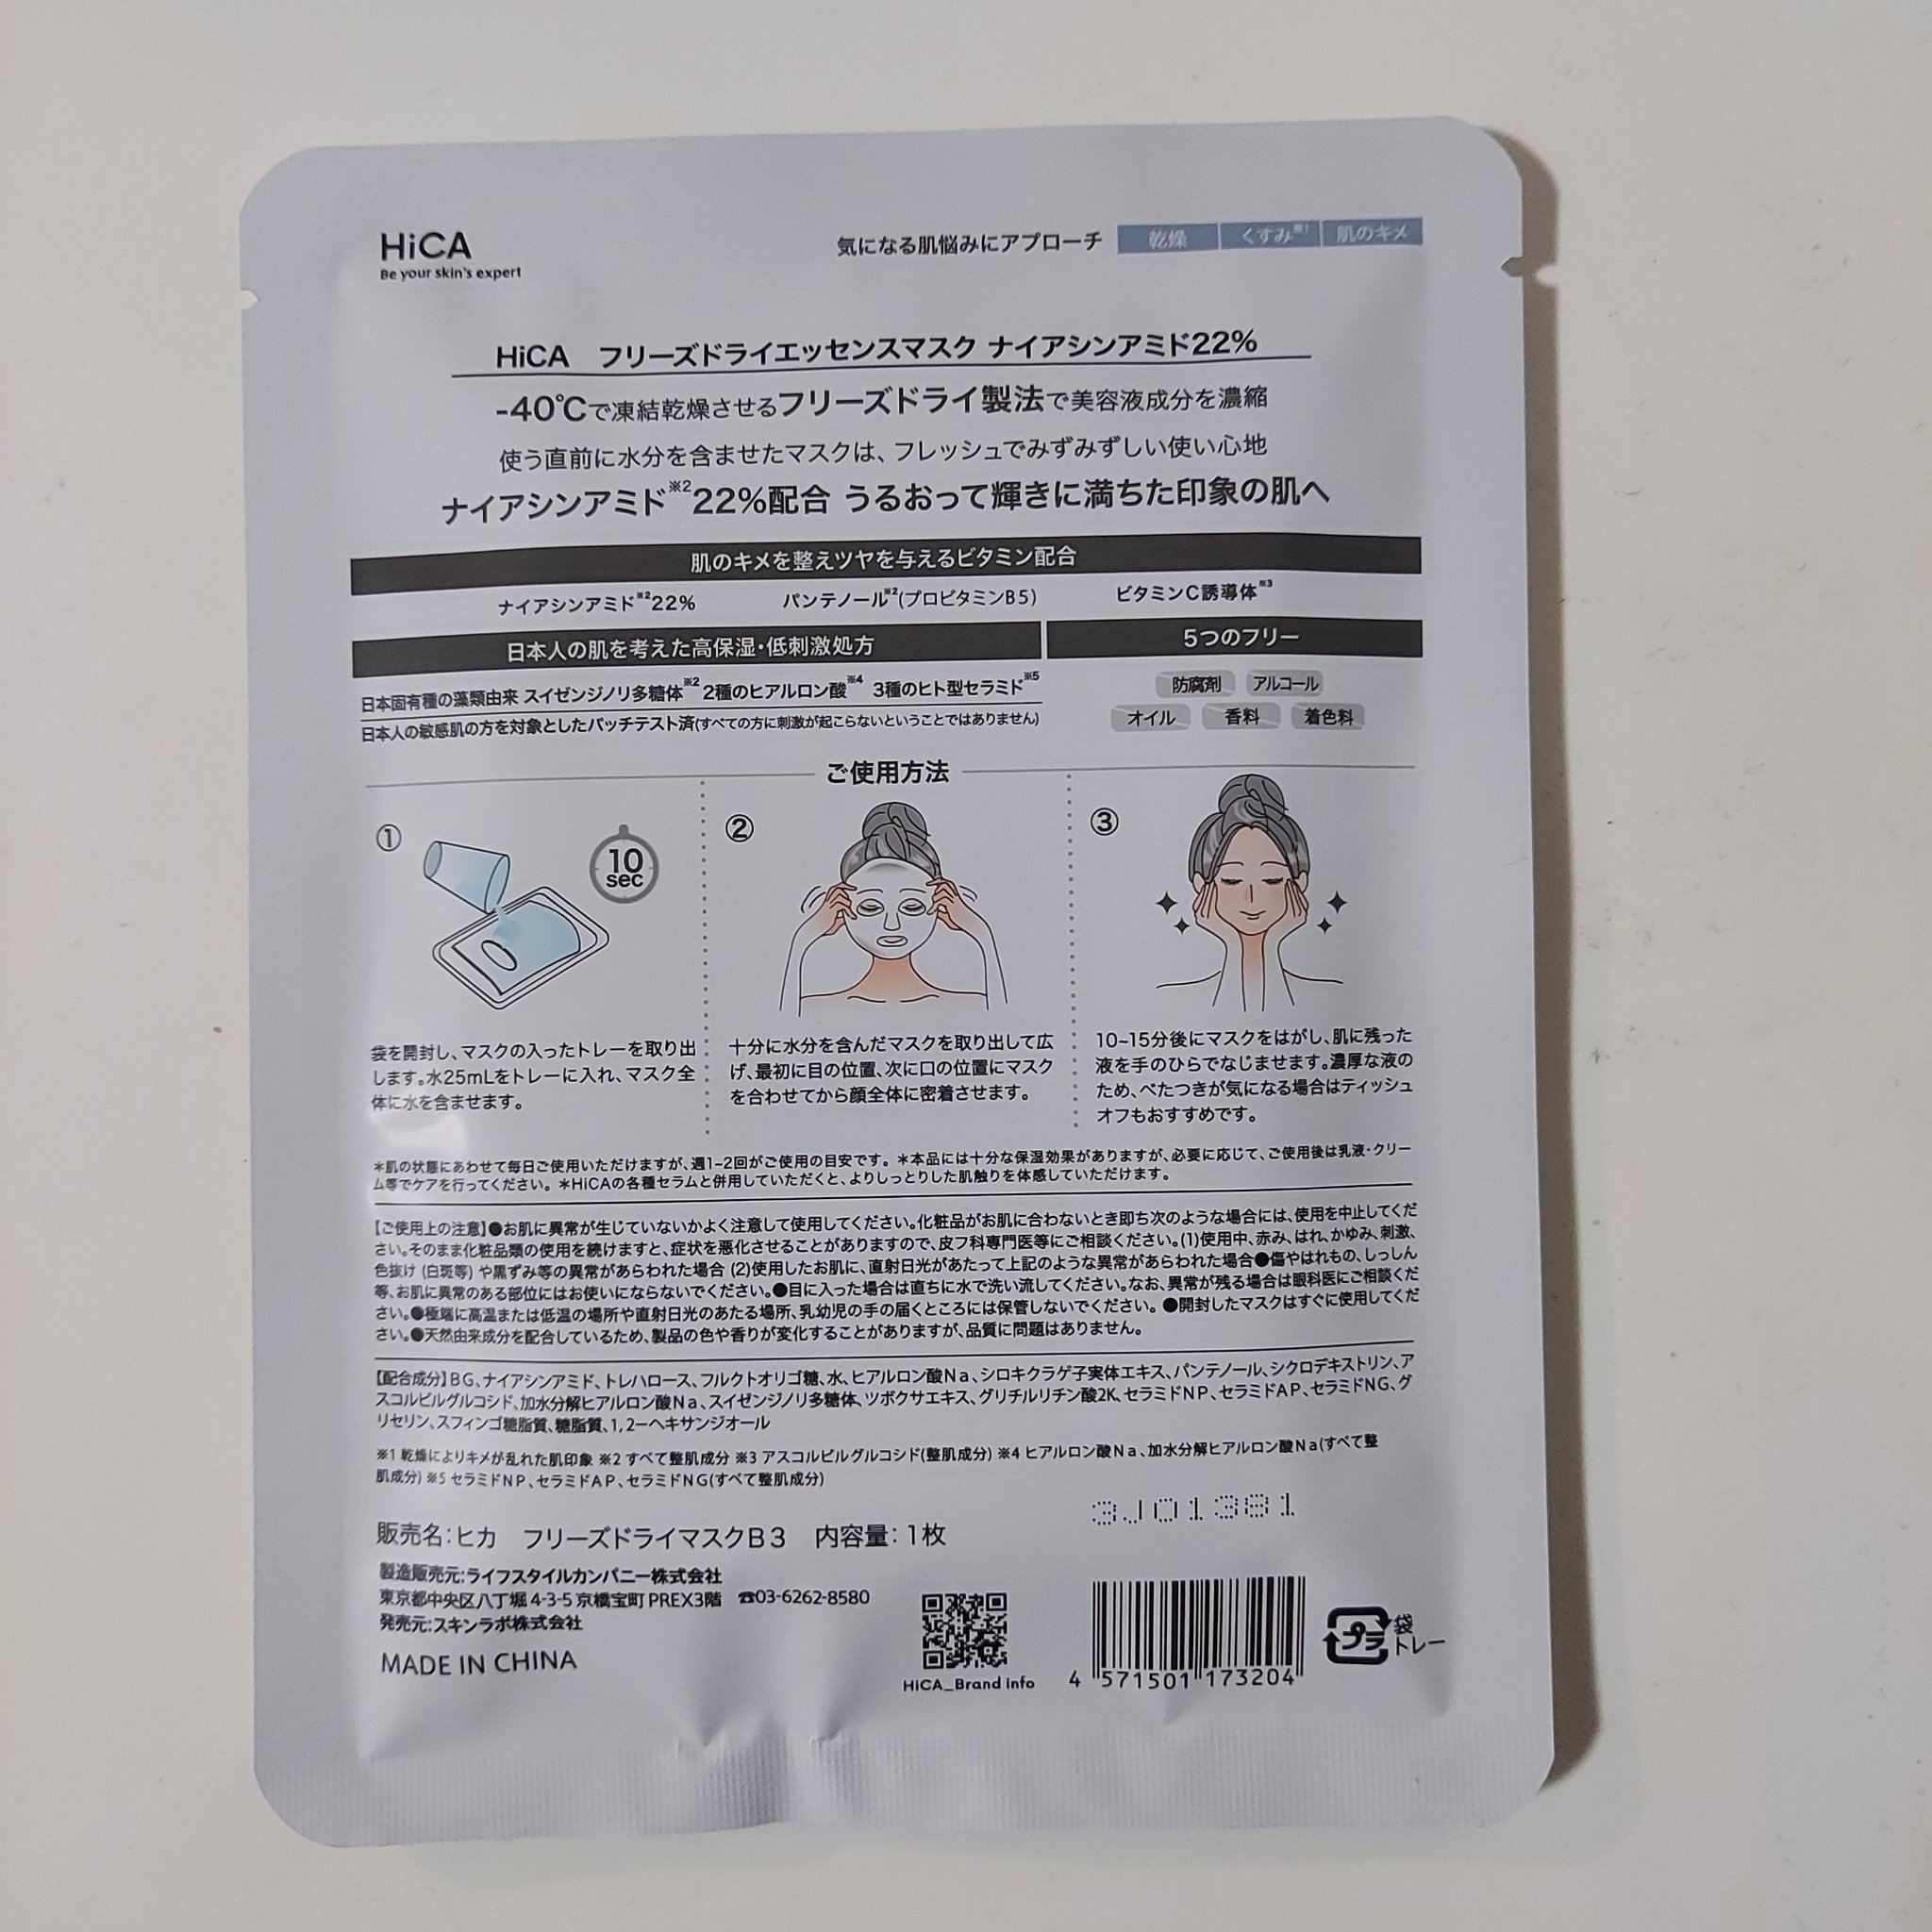 HiCA
Be your skin's expert
気になる肌悩みにアプローチ 乾燥 くすみ※1 肌のキメ
HiCA フリーズドライエッセンスマスク ナイアシンアミド22%
-40℃で凍結乾燥させるフリーズドライ製法で美容液成分を濃縮
使う直前に水分を含ませたマスクは、フレッシュでみずみずしい使い心地
ナイアシンアミド※2 22%配合 うるおって輝きに満ちた印象の肌へ
肌のキメを整えツヤを与えるビタミン配合
ナイアシンアミド※2 22% パンテノール※2(プロビタミンB5) ビタミンC誘導体※3
日本人の肌を考えた高保湿・低刺激処方
日本固有種の藻類由来 スイゼンジノリ多糖体※2 2種のヒアルロン酸※4 3種のヒト型セラミド※5
日本人の敏感肌の方を対象としたパッチテスト済(すべての方に刺激が起こらないということではありません)
5つのフリー
防腐剤 アルコール
オイル 香料 着色料
ご使用方法
①
10
sec
袋を開封し、マスクの入ったトレーを取り出
します。水25mLをトレーに入れ、マスク全
体に水を含ませます。
②
十分に水分を含んだマスクを取り出して広
げ、最初に目の位置、次に口の位置にマスク
を合わせてから顔全体に密着させます。
③
10~15分後にマスクをはがし、肌に残った
液を手のひらでなじませます。濃厚な液の
ため、べたつきが気になる場合はティッシュ
オフもおすすめです。
*肌の状態にあわせて毎日ご使用いただけますが、週1~2回がご使用の目安です。 *本品には十分な保湿効果がありますが、必要に応じて、ご使用後は乳液・クリー
ム等でケアを行ってください。 *HiCAの各種セラムと併用していただくと、よりしっとりした肌触りを体感していただけます。
【ご使用上の注意】●お肌に異常が生じていないかよく注意して使用してください。化粧品がお肌に合わないとき即ち次のような場合には、使用を中止してくだ
さい。そのまま化粧品類の使用を続けますと、症状を悪化させることがありますので、皮フ科専門医等にご相談ください。(1)使用中、赤み、はれ、かゆみ、刺激、
色抜け (白斑等) や黒ずみ等の異常があらわれた場合 (2)使用したお肌に、直射日光があたって上記のような異常があらわれた場合●傷やはれもの、しっしん
等、お肌に異常のある部位にはお使いにならないでください。●目に入った場合は直ちに水で洗い流してください。なお、異常が残る場合は眼科医にご相談くだ
さい。●極端に高温または低温の場所や直射日光のあたる場所、乳幼児の手の届くところには保管しないでください。 ●開封したマスクはすぐに使用してくだ
さい。●天然由来成分を配合しているため、製品の色や香りが変化することがありますが、品質に問題はありません。
【配合成分】BG、ナイアシンアミド、トレハロース、フルクトオリゴ糖、水、ヒアルロン酸Na、シロキクラゲ子実体エキス、パンテノール、シクロデキストリン、ア
スコルビルグルコシド、加水分解ヒアルロン酸Na、スイゼンジノリ多糖体、ツボクサエキス、グリチルリチン酸2K、セラミドNP、セラミドAP、セラミドNG、グ
リセリン、スフィンゴ糖脂質、糖脂質、1,2-ヘキサンジオール
※1 乾燥によりキメが乱れた肌印象 ※2 すべて整肌成分 ※3 アスコルビルグルコシド(整肌成分) ※4 ヒアルロン酸Na、加水分解ヒアルロン酸Na(すべて整
肌成分) ※5 セラミドNP、セラミドAP、セラミドNG(すべて整肌成分)
3J01381
販売名:ヒカ フリーズドライマスクB3 内容量: 1枚
製造販売元:ライフスタイルカンパニー株式会社
東京都中央区八丁堀4-3-5 京橋宝町PREX3階 ☎03-6262-8580
発売元:スキンラボ株式会社
MADE IN CHINA
HiCA_Brand info
4 571501 173204
プラ
袋
トレー